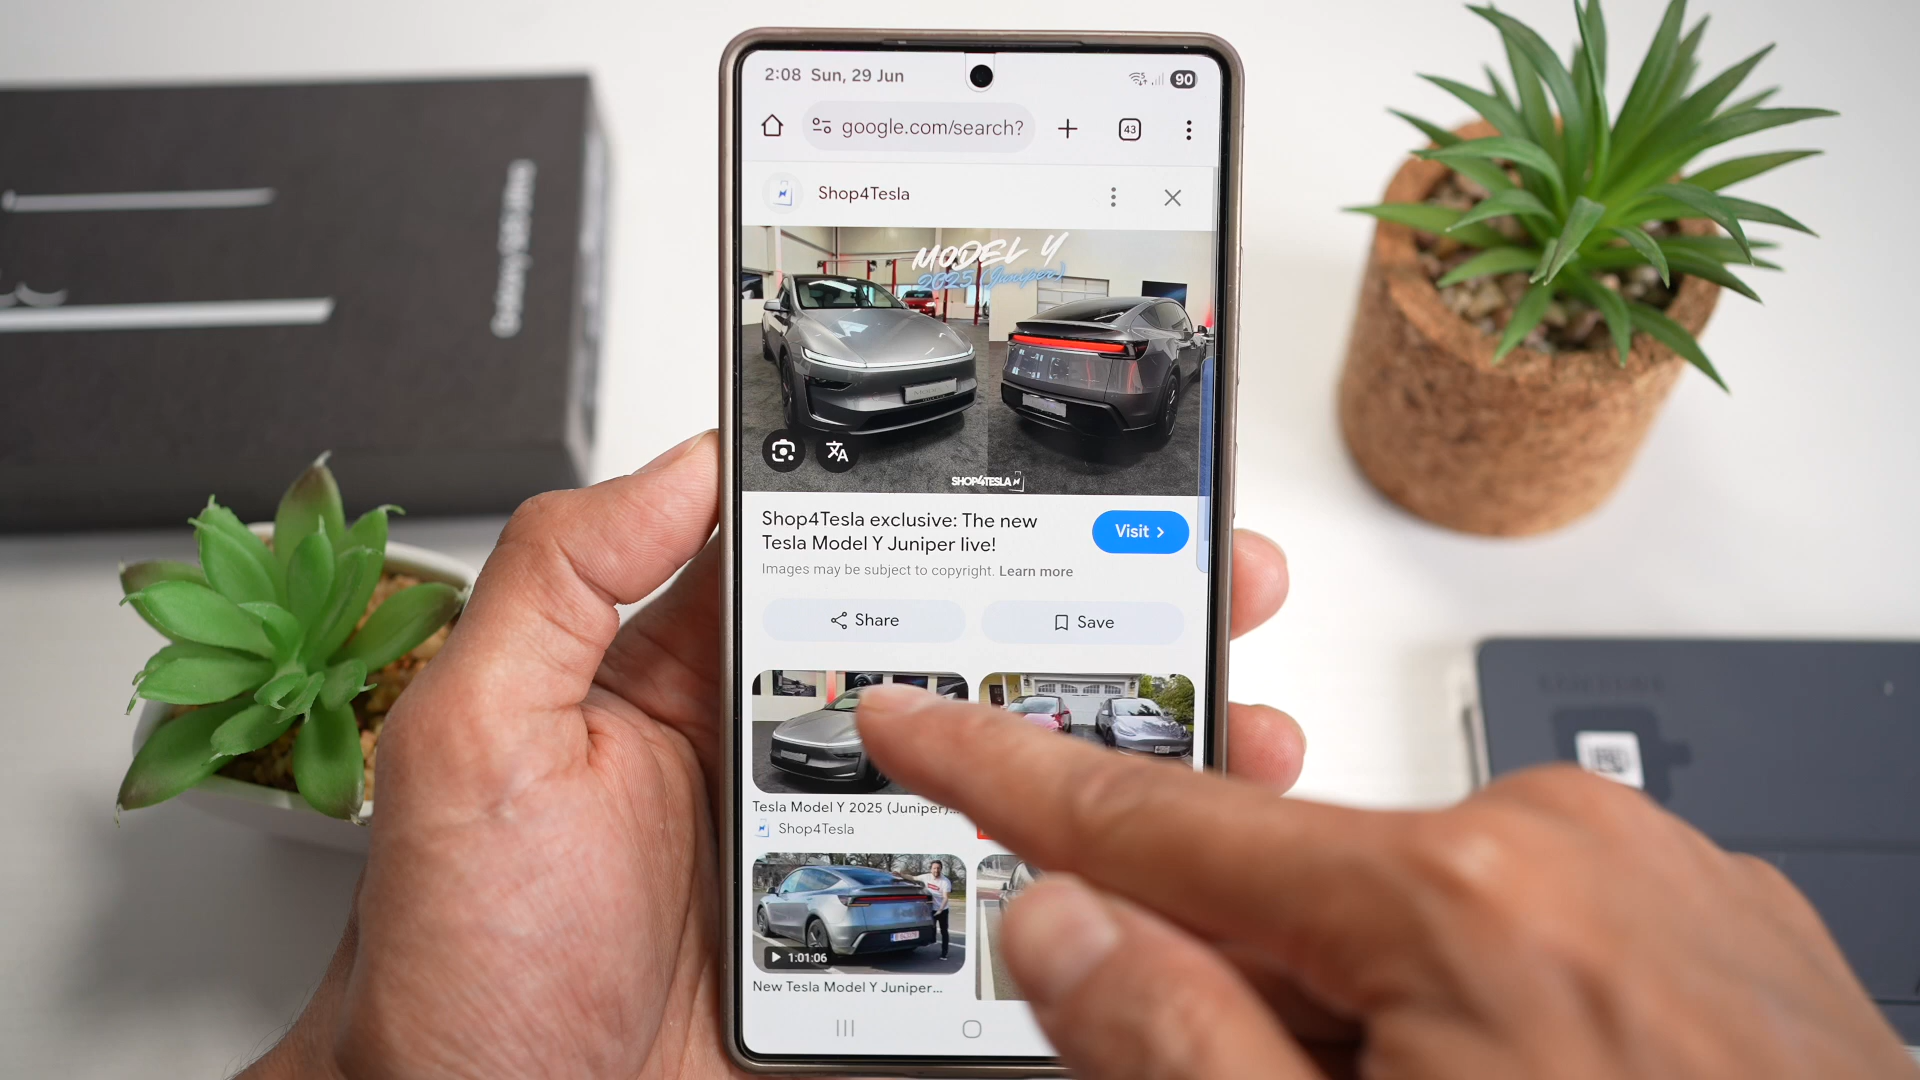 2:08 Sun, 29 Jun
90
google.com/search?
43
Shop4Tesla
MODEL Y
2025 (Juniper)
SHOP4TESLA
Shop4Tesla exclusive: The new
Tesla Model Y Juniper live!
Visit
Images may be subject to copyright. Learn more
Share
Save
Tesla Model Y 2025 (Juniper)...
Shop4Tesla
1:01:06
New Tesla Model Y Juniper...